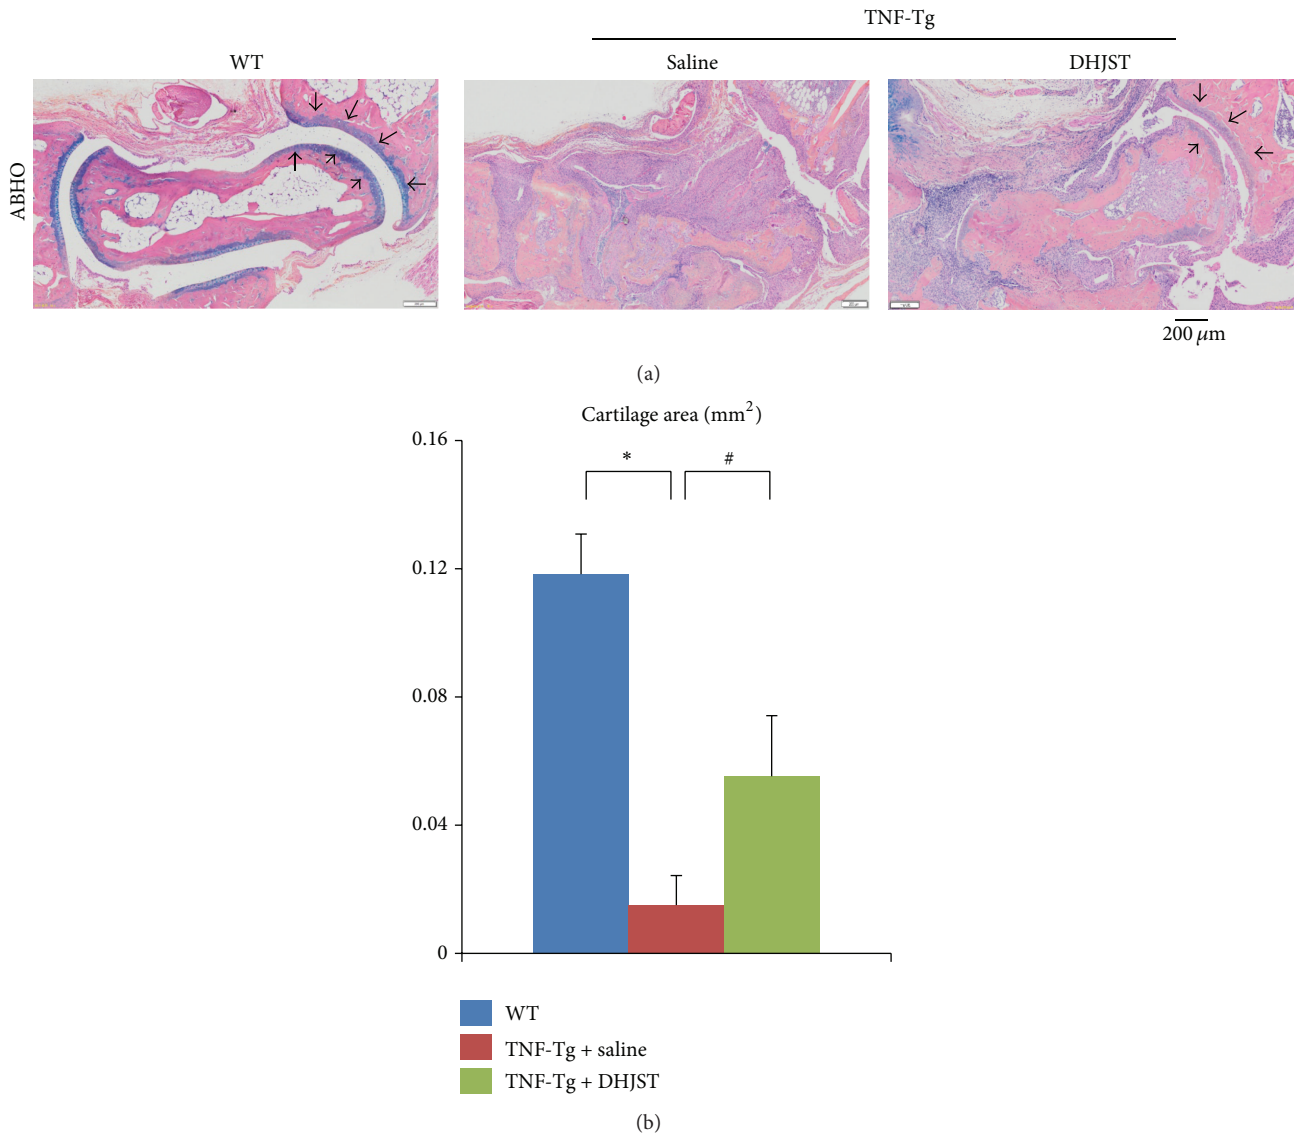 TNF-Tg
WT
Saline
DHJST
ABHO
200 μm
(a)
Cartilage area (mm²)
0.16
0.12
0.08
0.04
0
*
#
WT
TNF-Tg + saline
TNF-Tg + DHJST
(b)